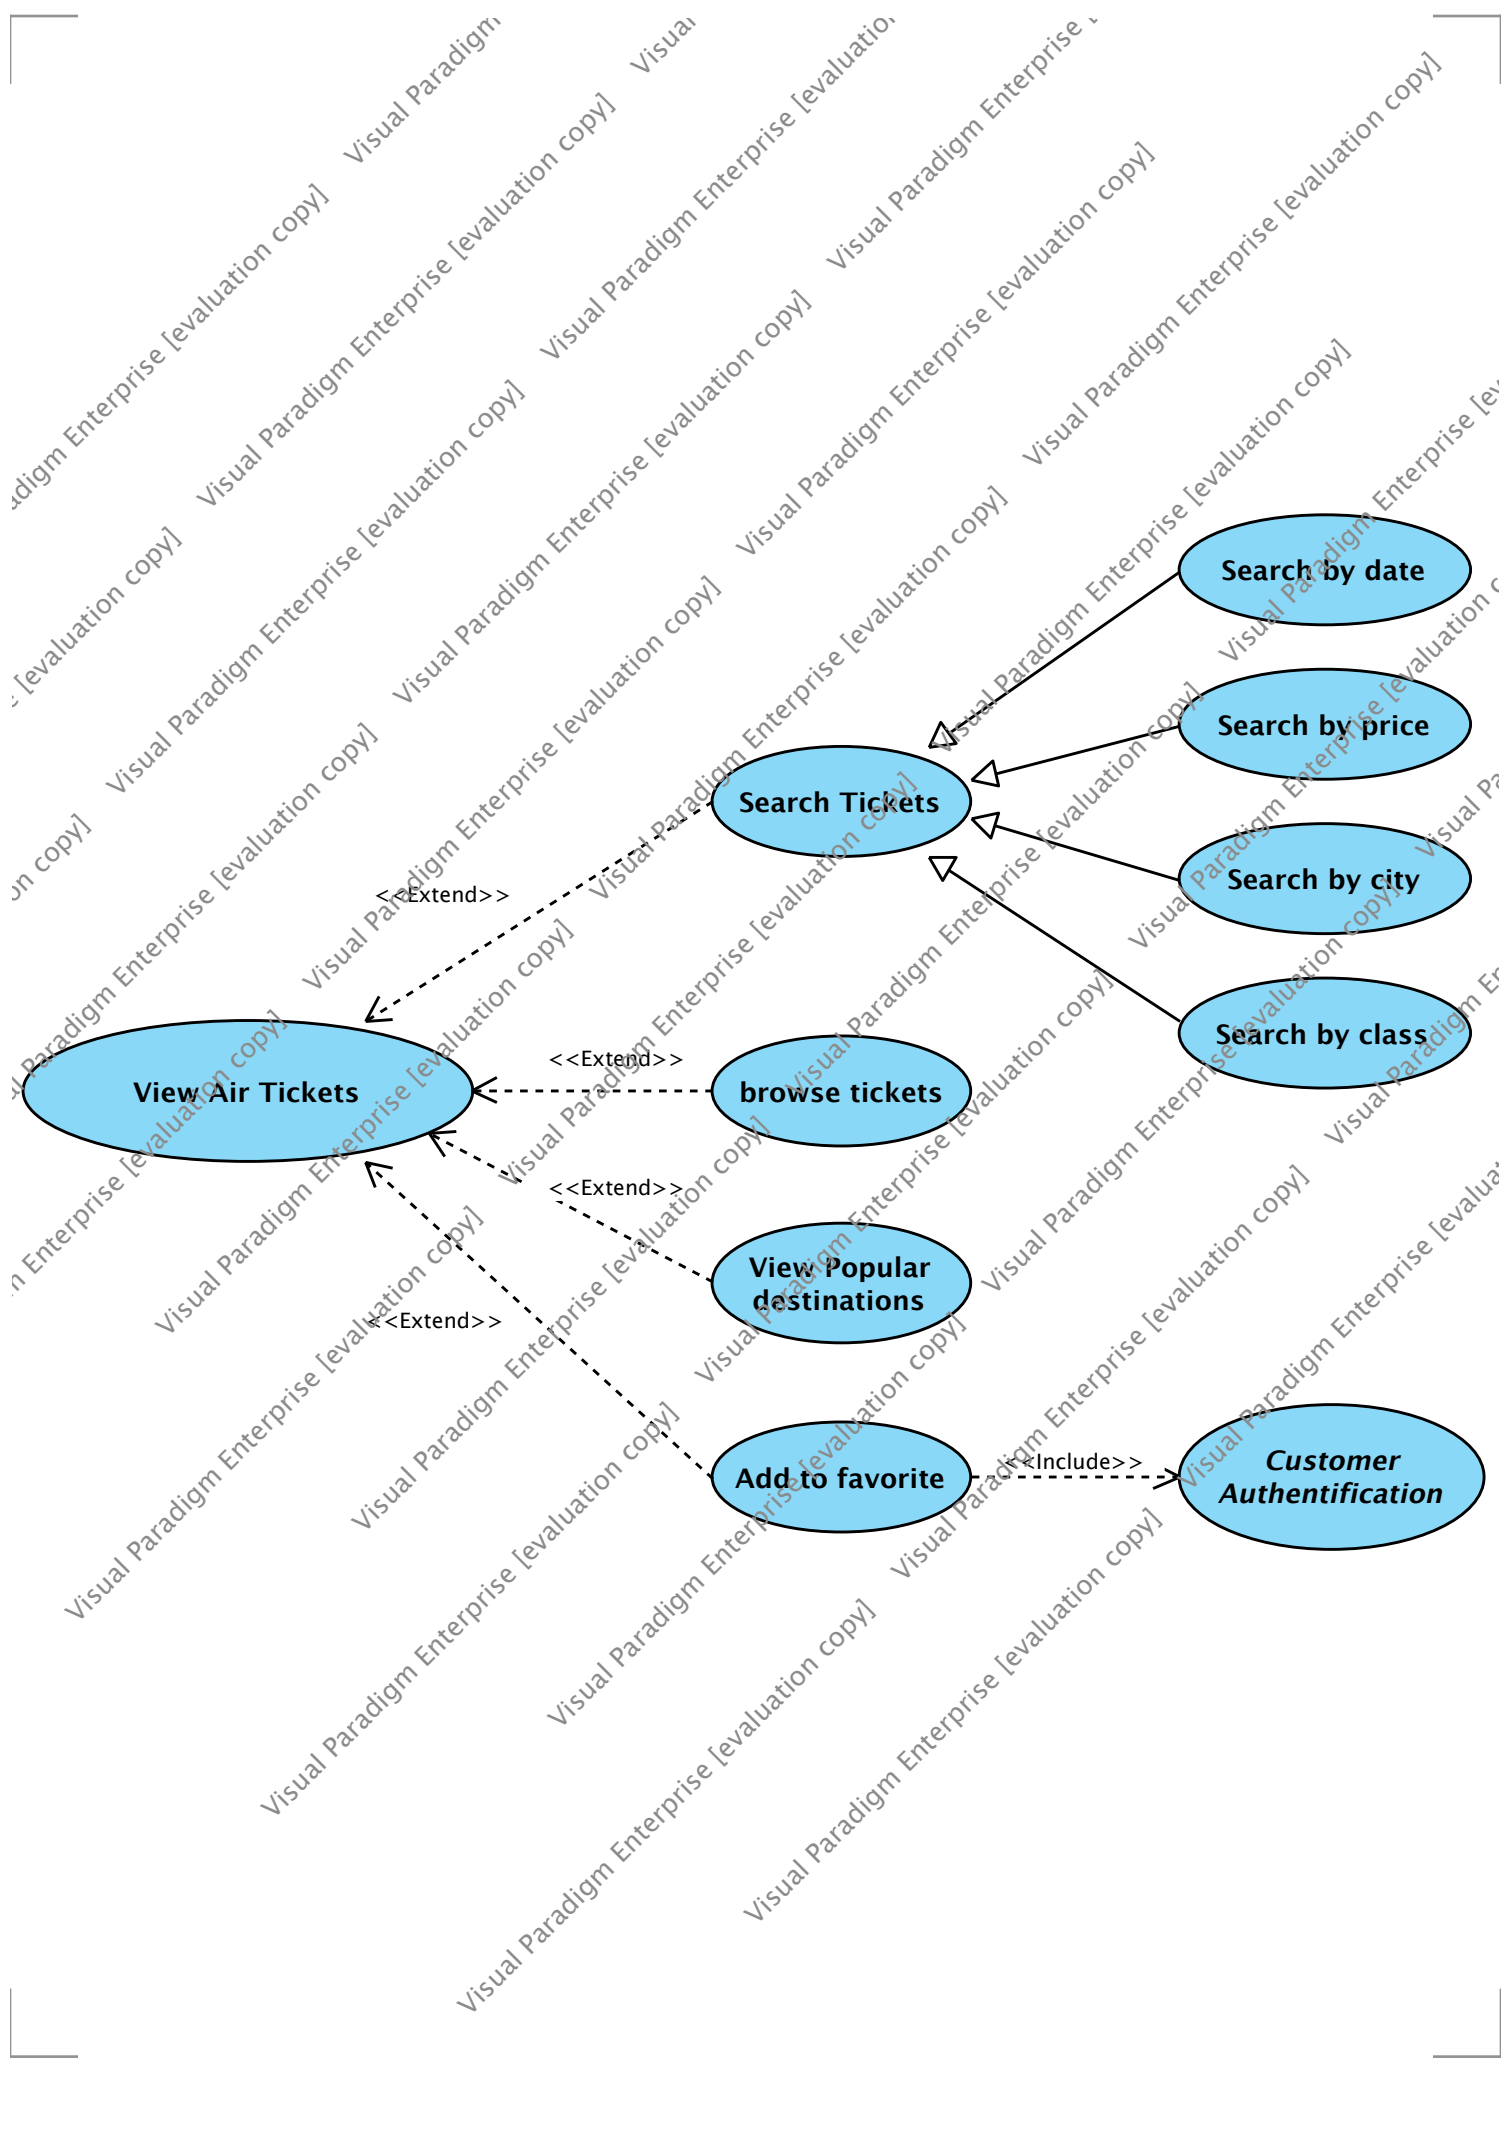 Search by date
Search by price
Search Tickets
Search by city
<<Extend>>
Search by class
<<Extend>>
View Air Tickets
browse tickets
<<Extend>>
View Popular
destinations
<<Extend>>
<<Include>>
Add to favorite
Customer
Authentification
Visual Paradigm Enterprise [evaluation copy]